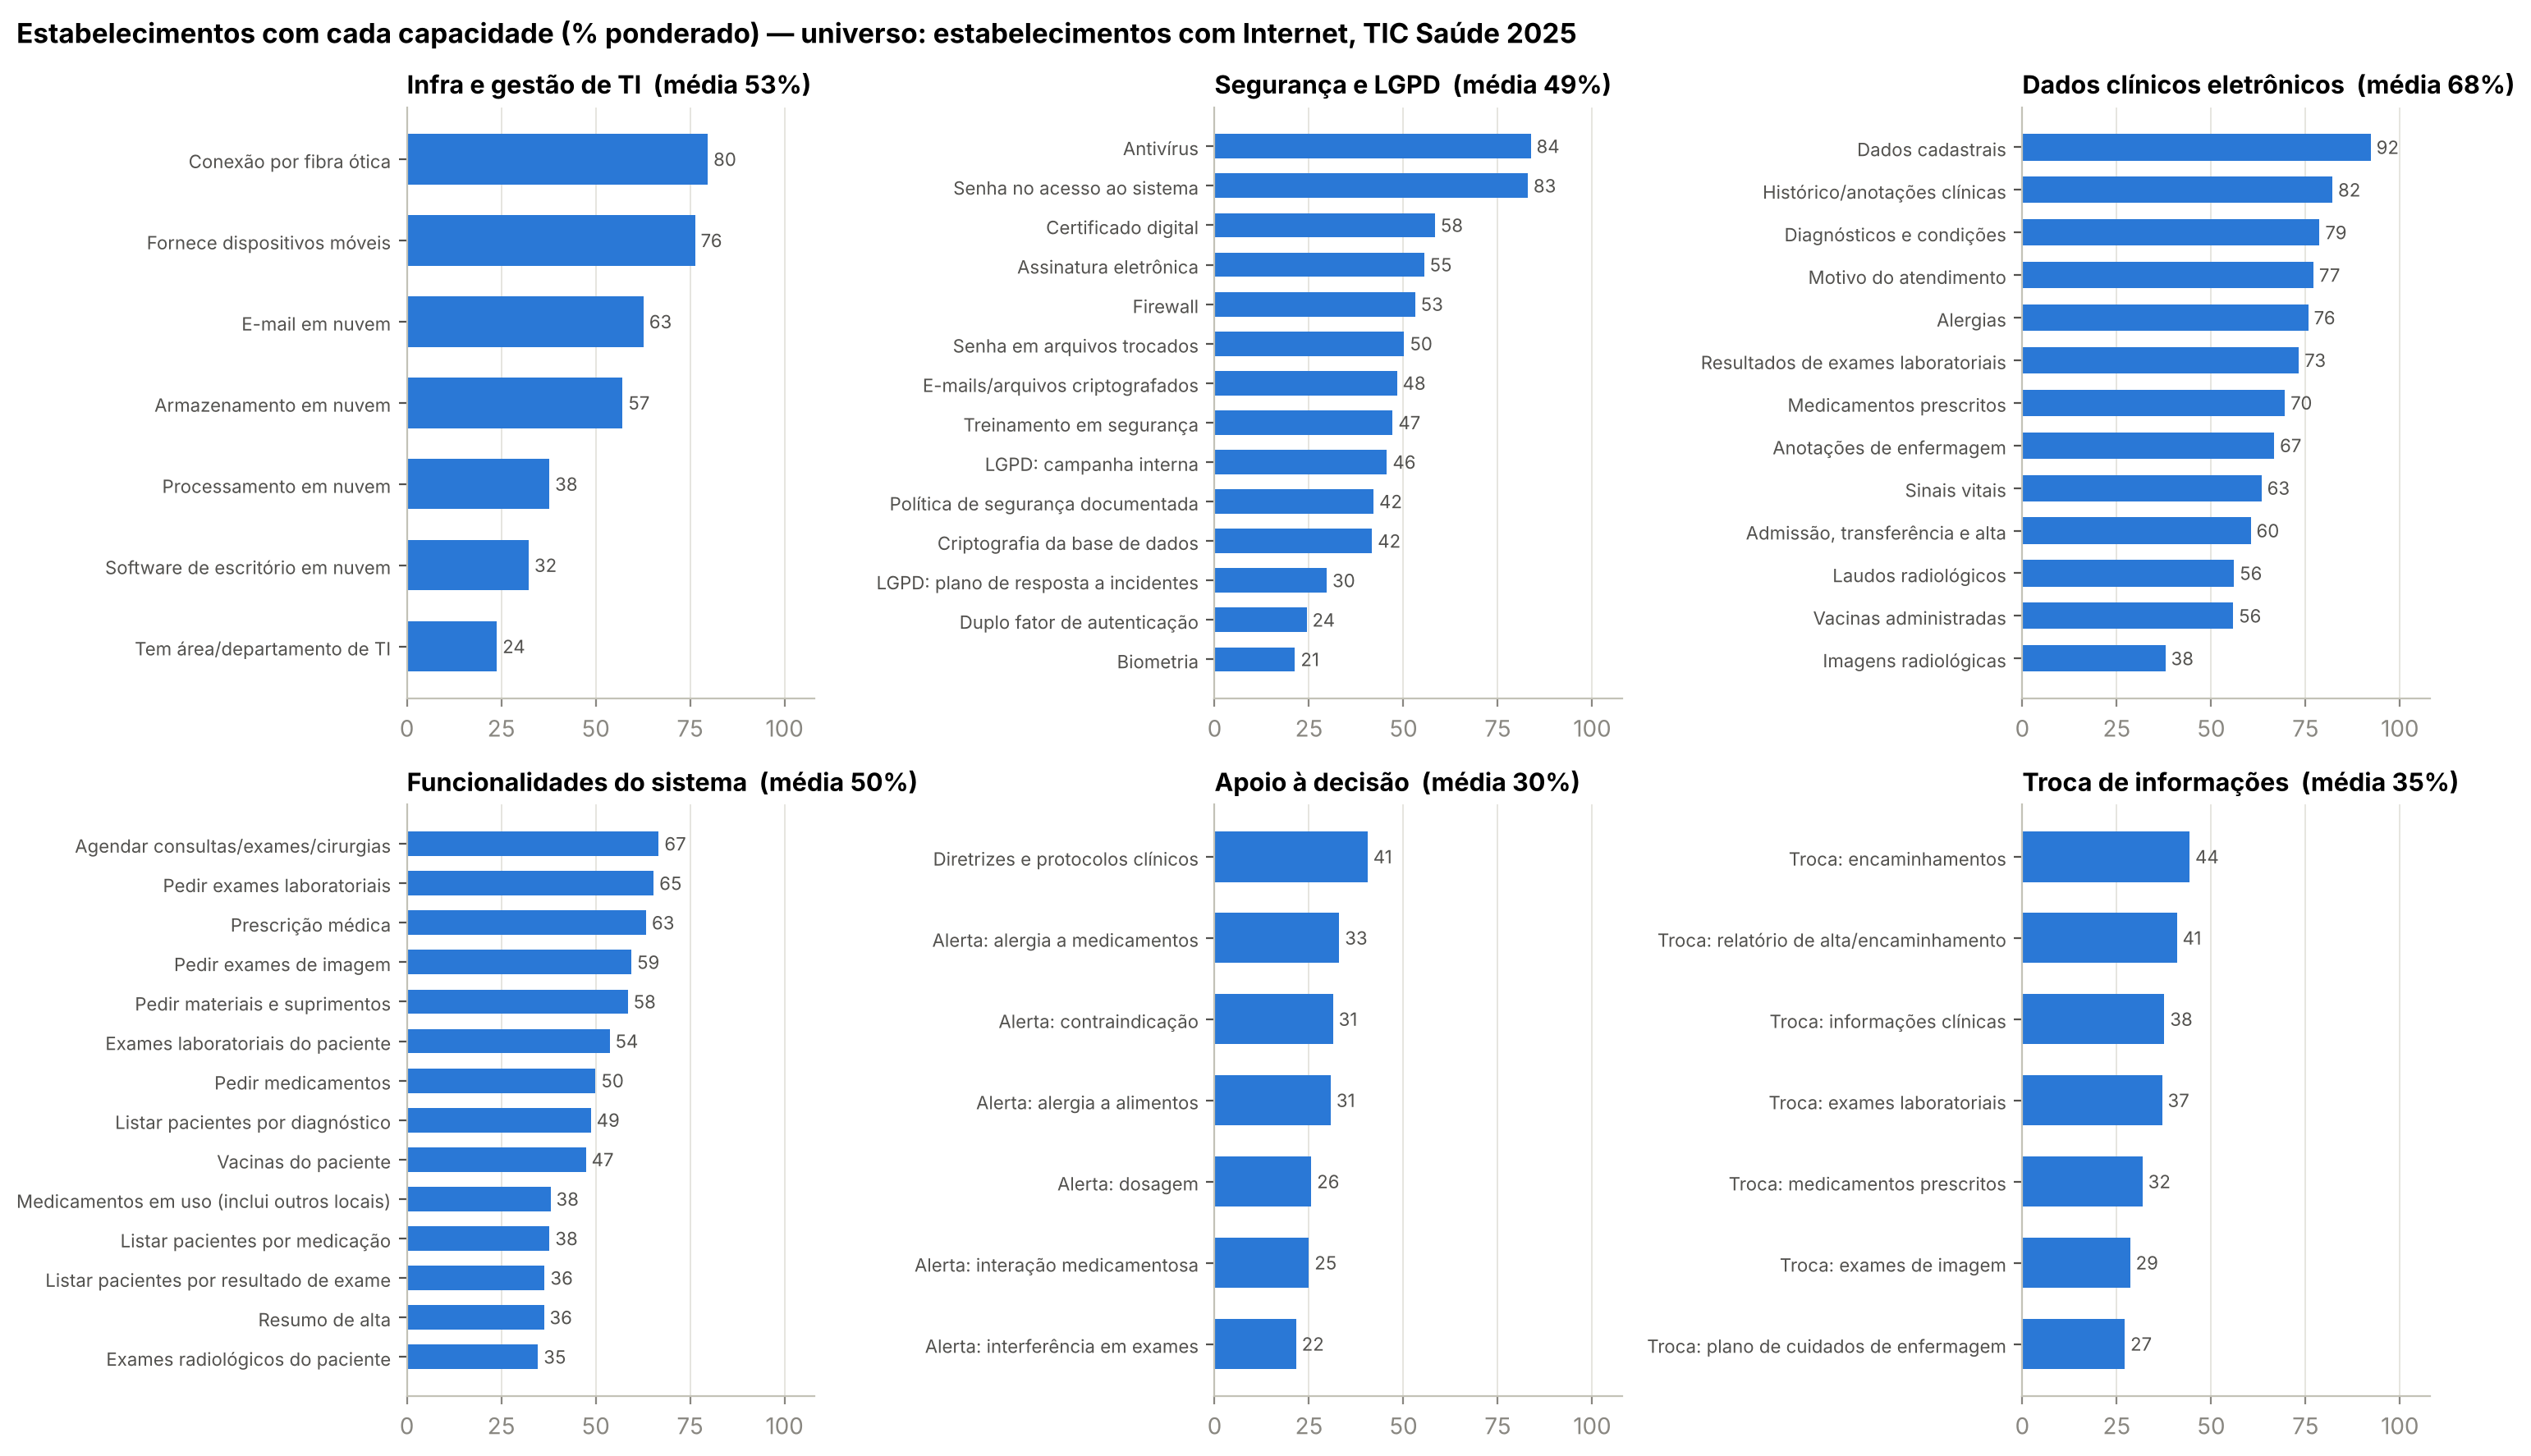 Estabelecimentos com cada capacidade (% ponderado) — universo: estabelecimentos com Internet, TIC Saúde 2025
Infra e gestão de TI (média 53%)
Conexão por fibra ótica 80
Fornece dispositivos móveis 76
E-mail em nuvem 63
Armazenamento em nuvem 57
Processamento em nuvem 38
Software de escritório em nuvem 32
Tem área/departamento de TI 24
0 25 50 75 100
Segurança e LGPD (média 49%)
Antivírus 84
Senha no acesso ao sistema 83
Certificado digital 58
Assinatura eletrônica 55
Firewall 53
Senha em arquivos trocados 50
E-mails/arquivos criptografados 48
Treinamento em segurança 47
LGPD: campanha interna 46
Política de segurança documentada 42
Criptografia da base de dados 42
LGPD: plano de resposta a incidentes 30
Duplo fator de autenticação 24
Biometria 21
0 25 50 75 100
Dados clínicos eletrônicos (média 68%)
Dados cadastrais 92
Histórico/anotações clínicas 82
Diagnósticos e condições 79
Motivo do atendimento 77
Alergias 76
Resultados de exames laboratoriais 73
Medicamentos prescritos 70
Anotações de enfermagem 67
Sinais vitais 63
Admissão, transferência e alta 60
Laudos radiológicos 56
Vacinas administradas 56
Imagens radiológicas 38
0 25 50 75 100
Funcionalidades do sistema (média 50%)
Agendar consultas/exames/cirurgias 67
Pedir exames laboratoriais 65
Prescrição médica 63
Pedir exames de imagem 59
Pedir materiais e suprimentos 58
Exames laboratoriais do paciente 54
Pedir medicamentos 50
Listar pacientes por diagnóstico 49
Vacinas do paciente 47
Medicamentos em uso (inclui outros locais) 38
Listar pacientes por medicação 38
Listar pacientes por resultado de exame 36
Resumo de alta 36
Exames radiológicos do paciente 35
0 25 50 75 100
Apoio à decisão (média 30%)
Diretrizes e protocolos clínicos 41
Alerta: alergia a medicamentos 33
Alerta: contraindicação 31
Alerta: alergia a alimentos 31
Alerta: dosagem 26
Alerta: interação medicamentosa 25
Alerta: interferência em exames 22
0 25 50 75 100
Troca de informações (média 35%)
Troca: encaminhamentos 44
Troca: relatório de alta/encaminhamento 41
Troca: informações clínicas 38
Troca: exames laboratoriais 37
Troca: medicamentos prescritos 32
Troca: exames de imagem 29
Troca: plano de cuidados de enfermagem 27
0 25 50 75 100